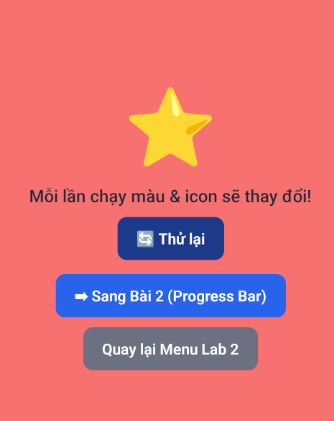 Mỗi lần chạy màu & icon sẽ thay đổi!
🔄 Thử lại
➡ Sang Bài 2 (Progress Bar)
Quay lại Menu Lab 2